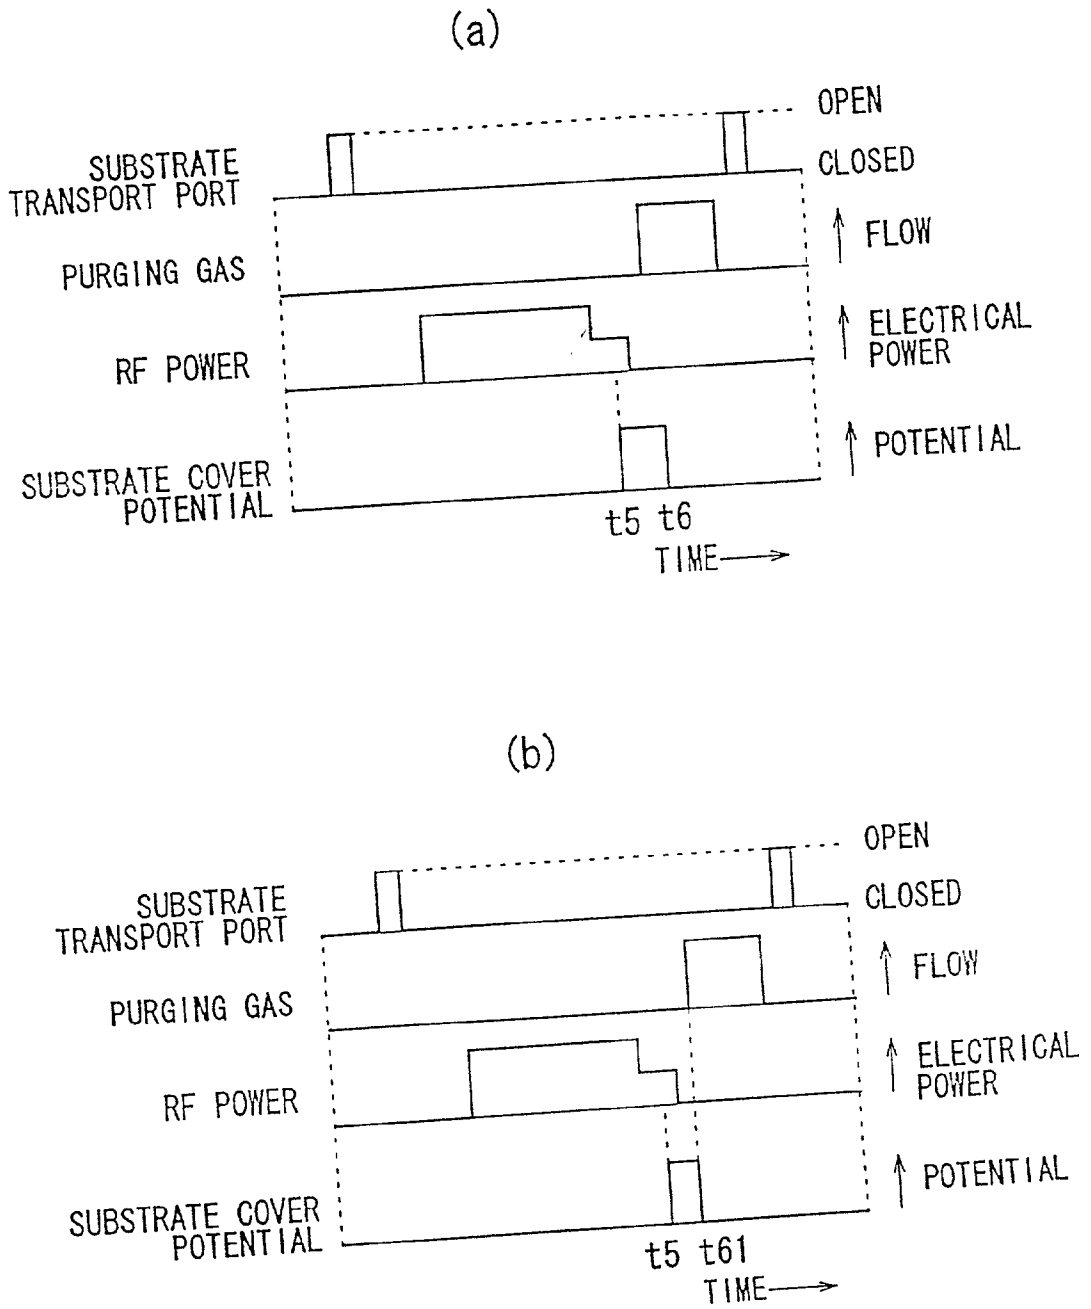 (a)
OPEN
SUBSTRATE
TRANSPORT PORT
CLOSED
PURGING GAS
FLOW
RF POWER
ELECTRICAL
POWER
SUBSTRATE COVER
POTENTIAL
POTENTIAL
t5 t6
TIME
(b)
OPEN
SUBSTRATE
TRANSPORT PORT
CLOSED
PURGING GAS
FLOW
RF POWER
ELECTRICAL
POWER
SUBSTRATE COVER
POTENTIAL
POTENTIAL
t5 t61
TIME